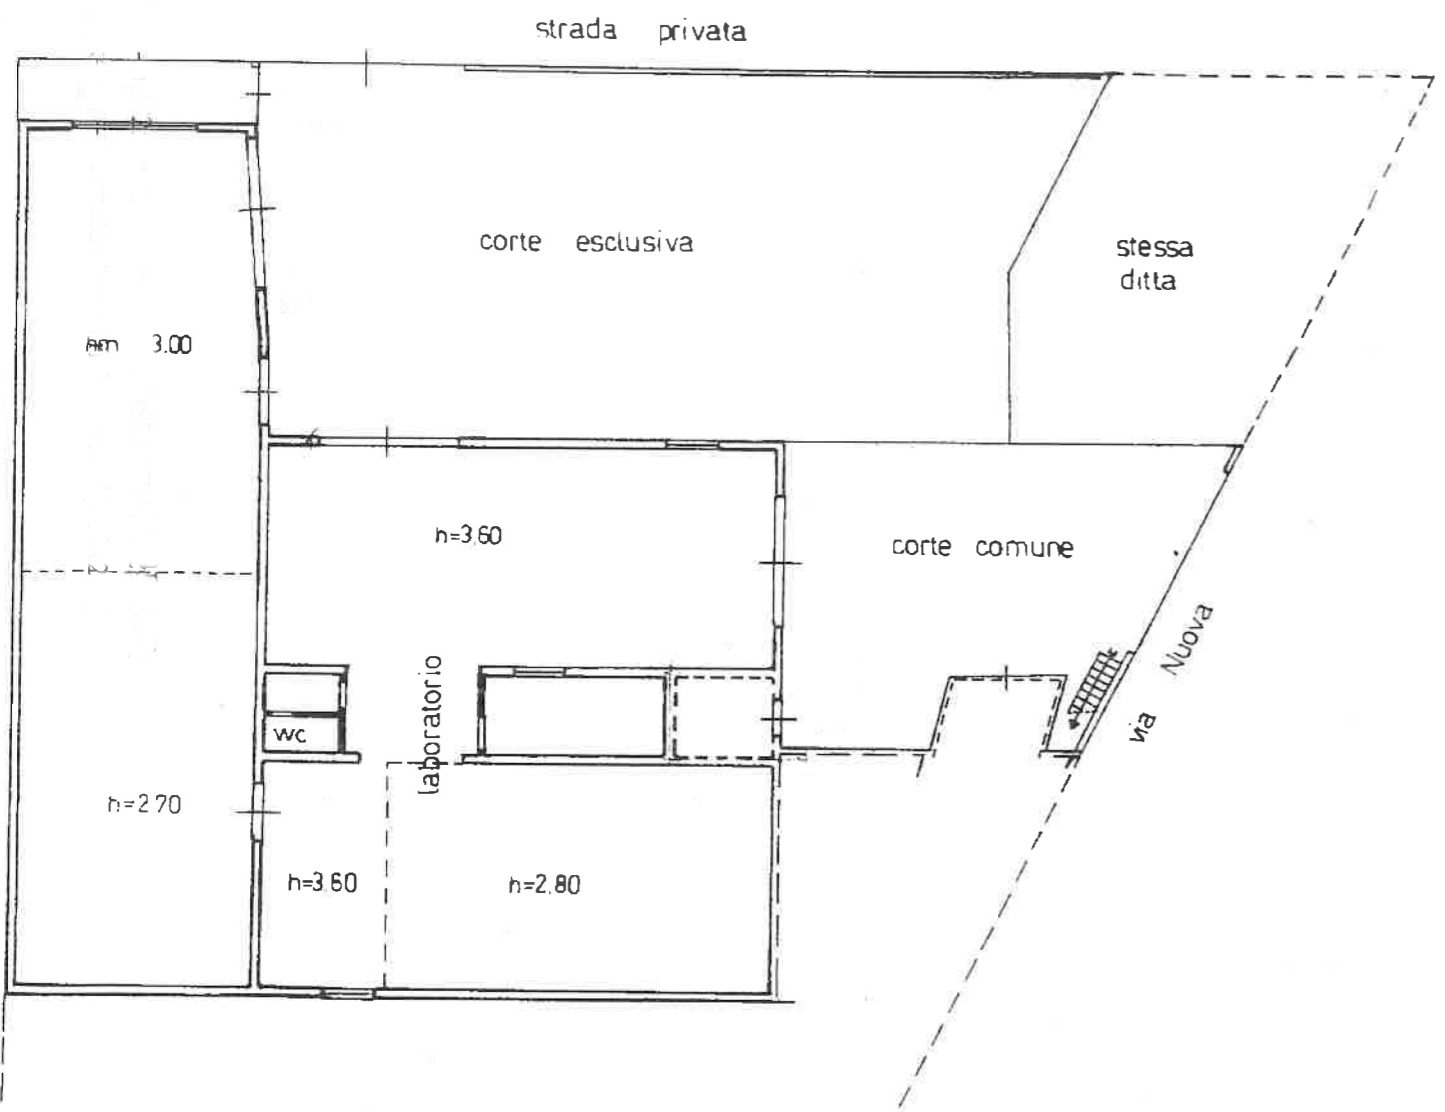 strada privata
corte esclusiva
stessa
ditta
hm 3.00
h=3.60
corte comune
via Nuova
laboratorio
wc
h=2.70
h=3.60
h=2.80